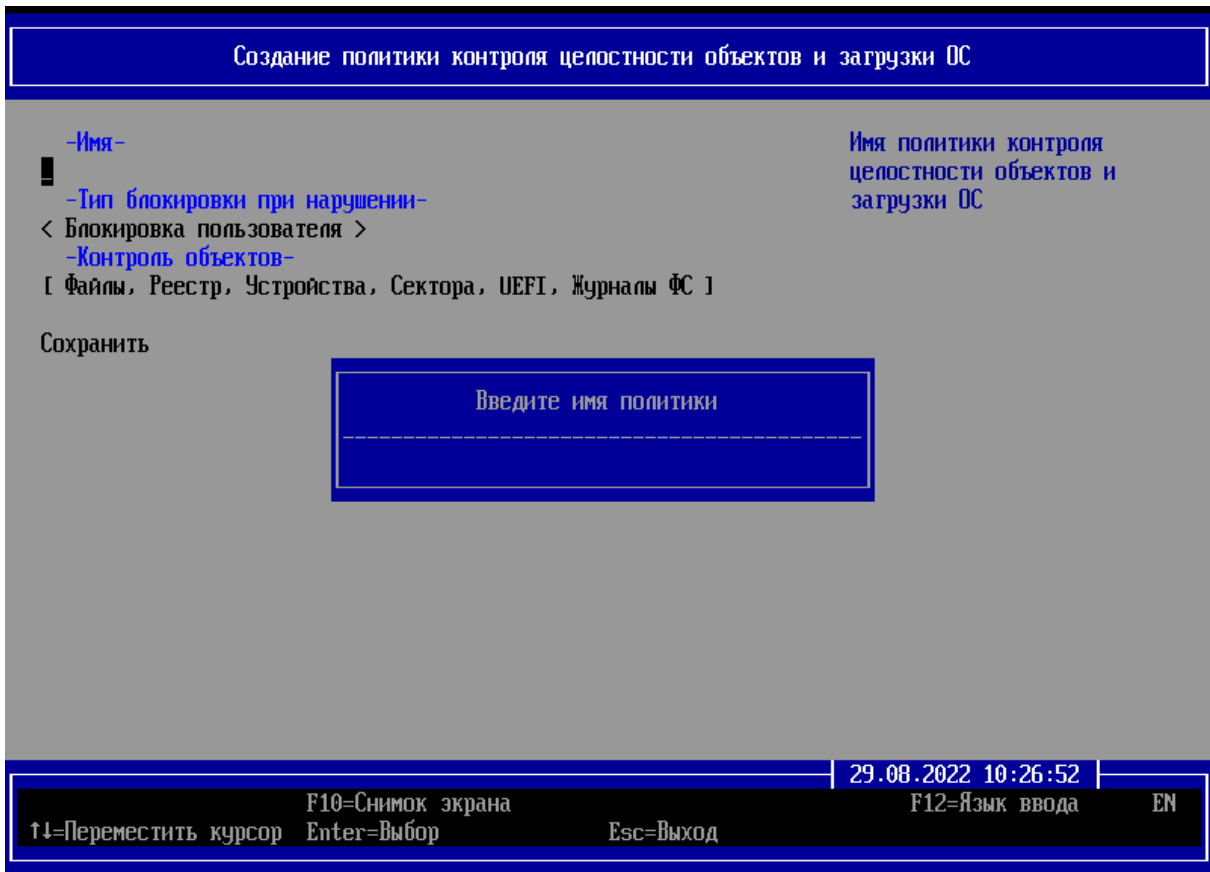 Создание политики контроля целостности объектов и загрузки ОС
-Имя-
Имя политики контроля
целостности объектов и
загрузки ОС
-Тип блокировки при нарушении-
< Блокировка пользователя >
-Контроль объектов-
[ Файлы, Реестр, Устройства, Сектора, UEFI, Журналы ФС ]
Сохранить
Введите имя политики
29.08.2022 10:26:52
F10=Снимок экрана F12=Язык ввода EN
↑↓=Переместить курсор Enter=Выбор Esc=Выход